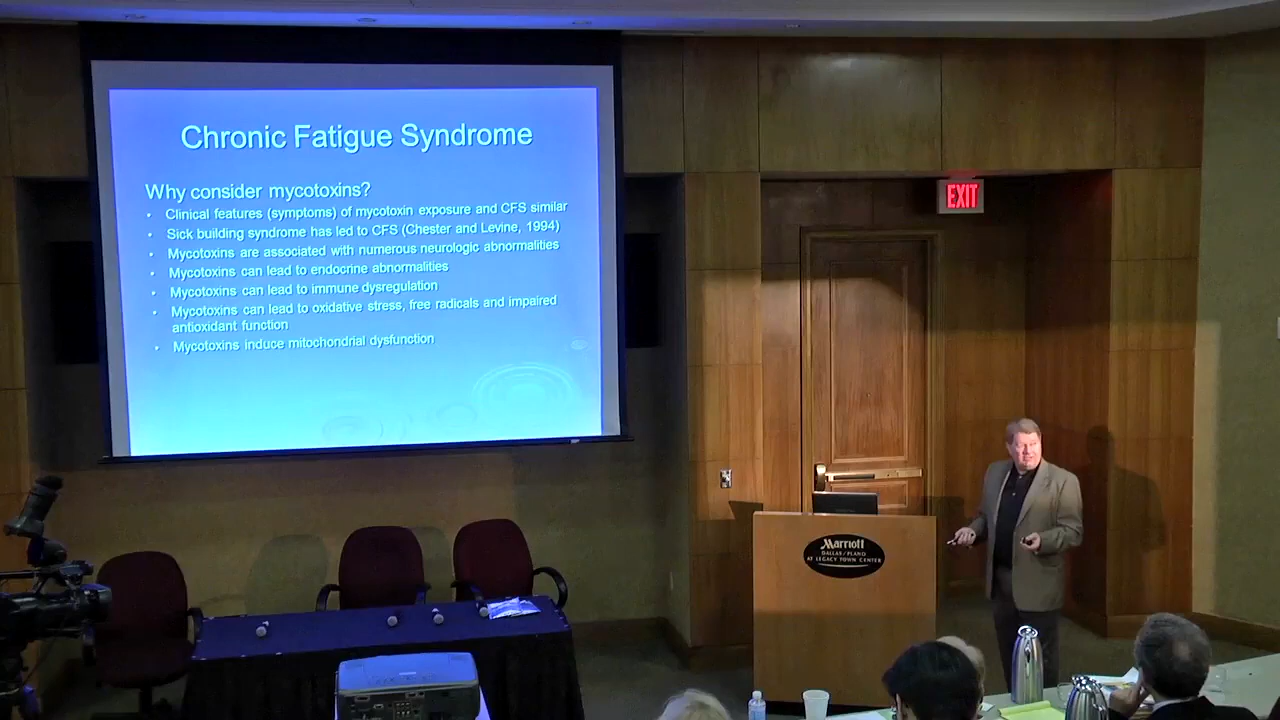 Chronic Fatigue Syndrome
Why consider mycotoxins?
Clinical features (symptoms) of mycotoxin exposure and CFS similar
Sick building syndrome has led to CFS (Chester and Levine, 1994)
Mycotoxins are associated with numerous neurologic abnormalities
Mycotoxins can lead to endocrine abnormalities
Mycotoxins can lead to immune dysregulation
Mycotoxins can lead to oxidative stress, free radicals and impaired
antioxidant function
Mycotoxins induce mitochondrial dysfunction
EXIT
Marriott
DALLAS/PLANO
AT LEGACY TOWN CENTER